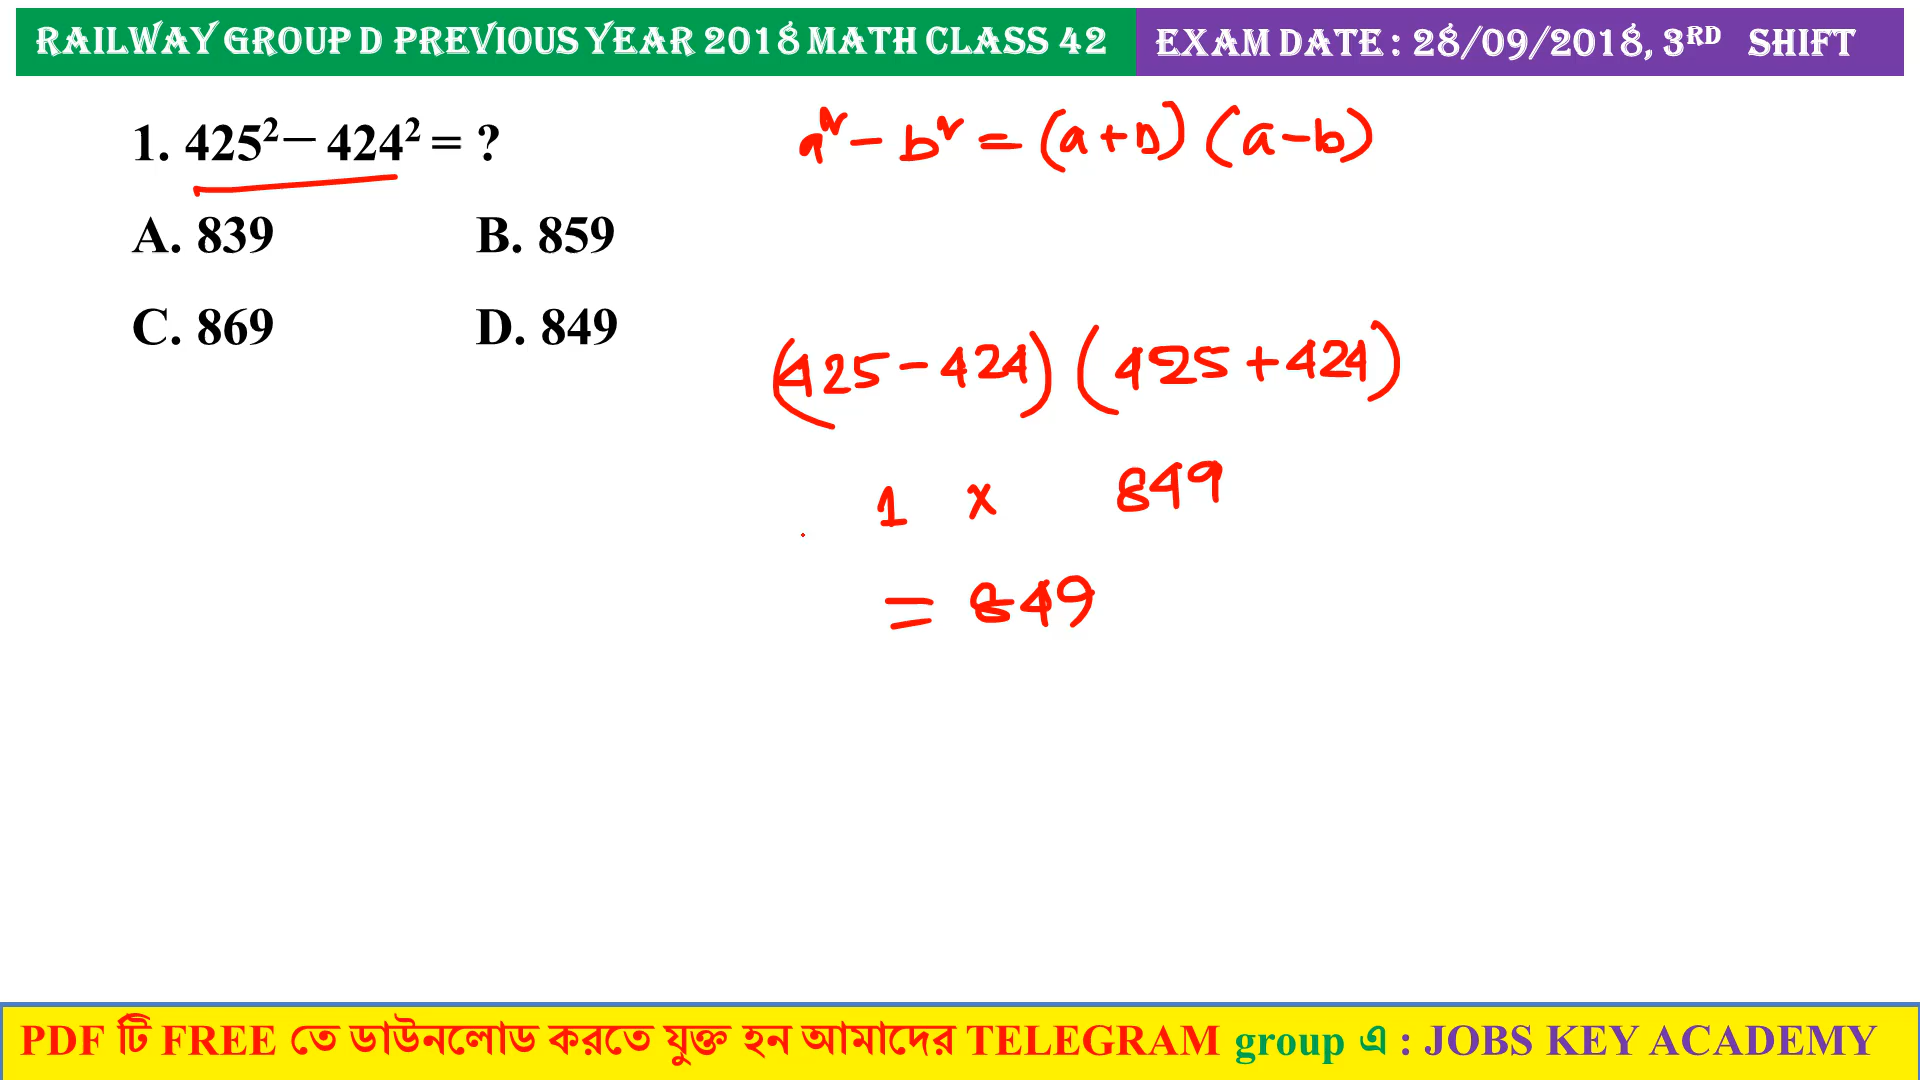 RAILWAY GROUP D PREVIOUS YEAR 2018 MATH CLASS 42 EXAM DATE : 28/09/2018, 3RD SHIFT
1. 425² – 424² = ?
a² – b² = (a+b) (a–b)
A. 839 B. 859
C. 869 D. 849
(425 – 424) (425 + 424)
1 x 849
= 849
PDF টি FREE তে ডাউনলোড করতে যুক্ত হন আমাদের TELEGRAM group এ : JOBS KEY ACADEMY